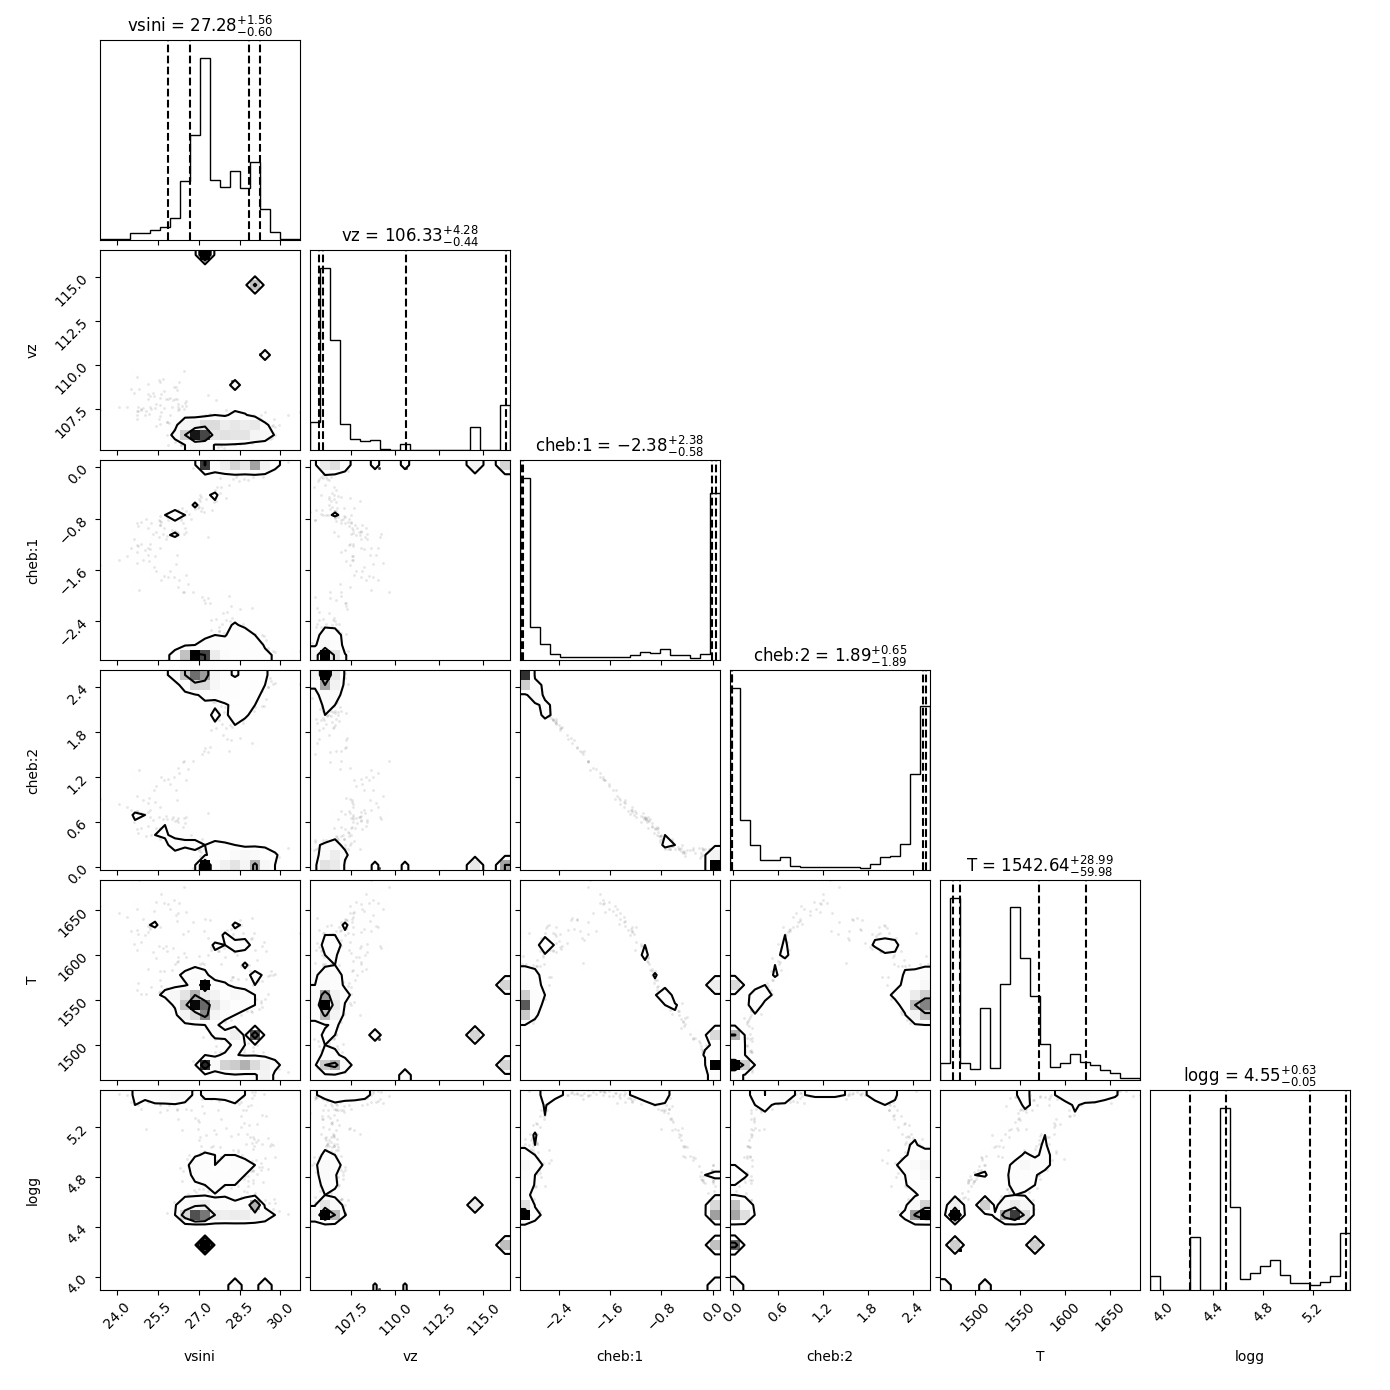 vsini = 27.28+1.56−0.60
vz = 106.33+4.28−0.44
115.0
112.5
110.0
107.5
vz
cheb:1 = −2.38+2.38−0.58
0.0
−0.8
−1.6
−2.4
cheb:1
cheb:2 = 1.89+0.65−1.89
2.4
1.8
1.2
0.6
0.0
cheb:2
T = 1542.64+28.99−59.98
1650
1600
1550
1500
T
logg = 4.55+0.63−0.05
5.2
4.8
4.4
4.0
logg
24.0 25.5 27.0 28.5 30.0 107.5 110.0 112.5 115.0 −2.4 −1.6 −0.8 0.0 0.0 0.6 1.2 1.8 2.4 1500 1550 1600 1650 4.0 4.4 4.8 5.2
vsini vz cheb:1 cheb:2 T logg